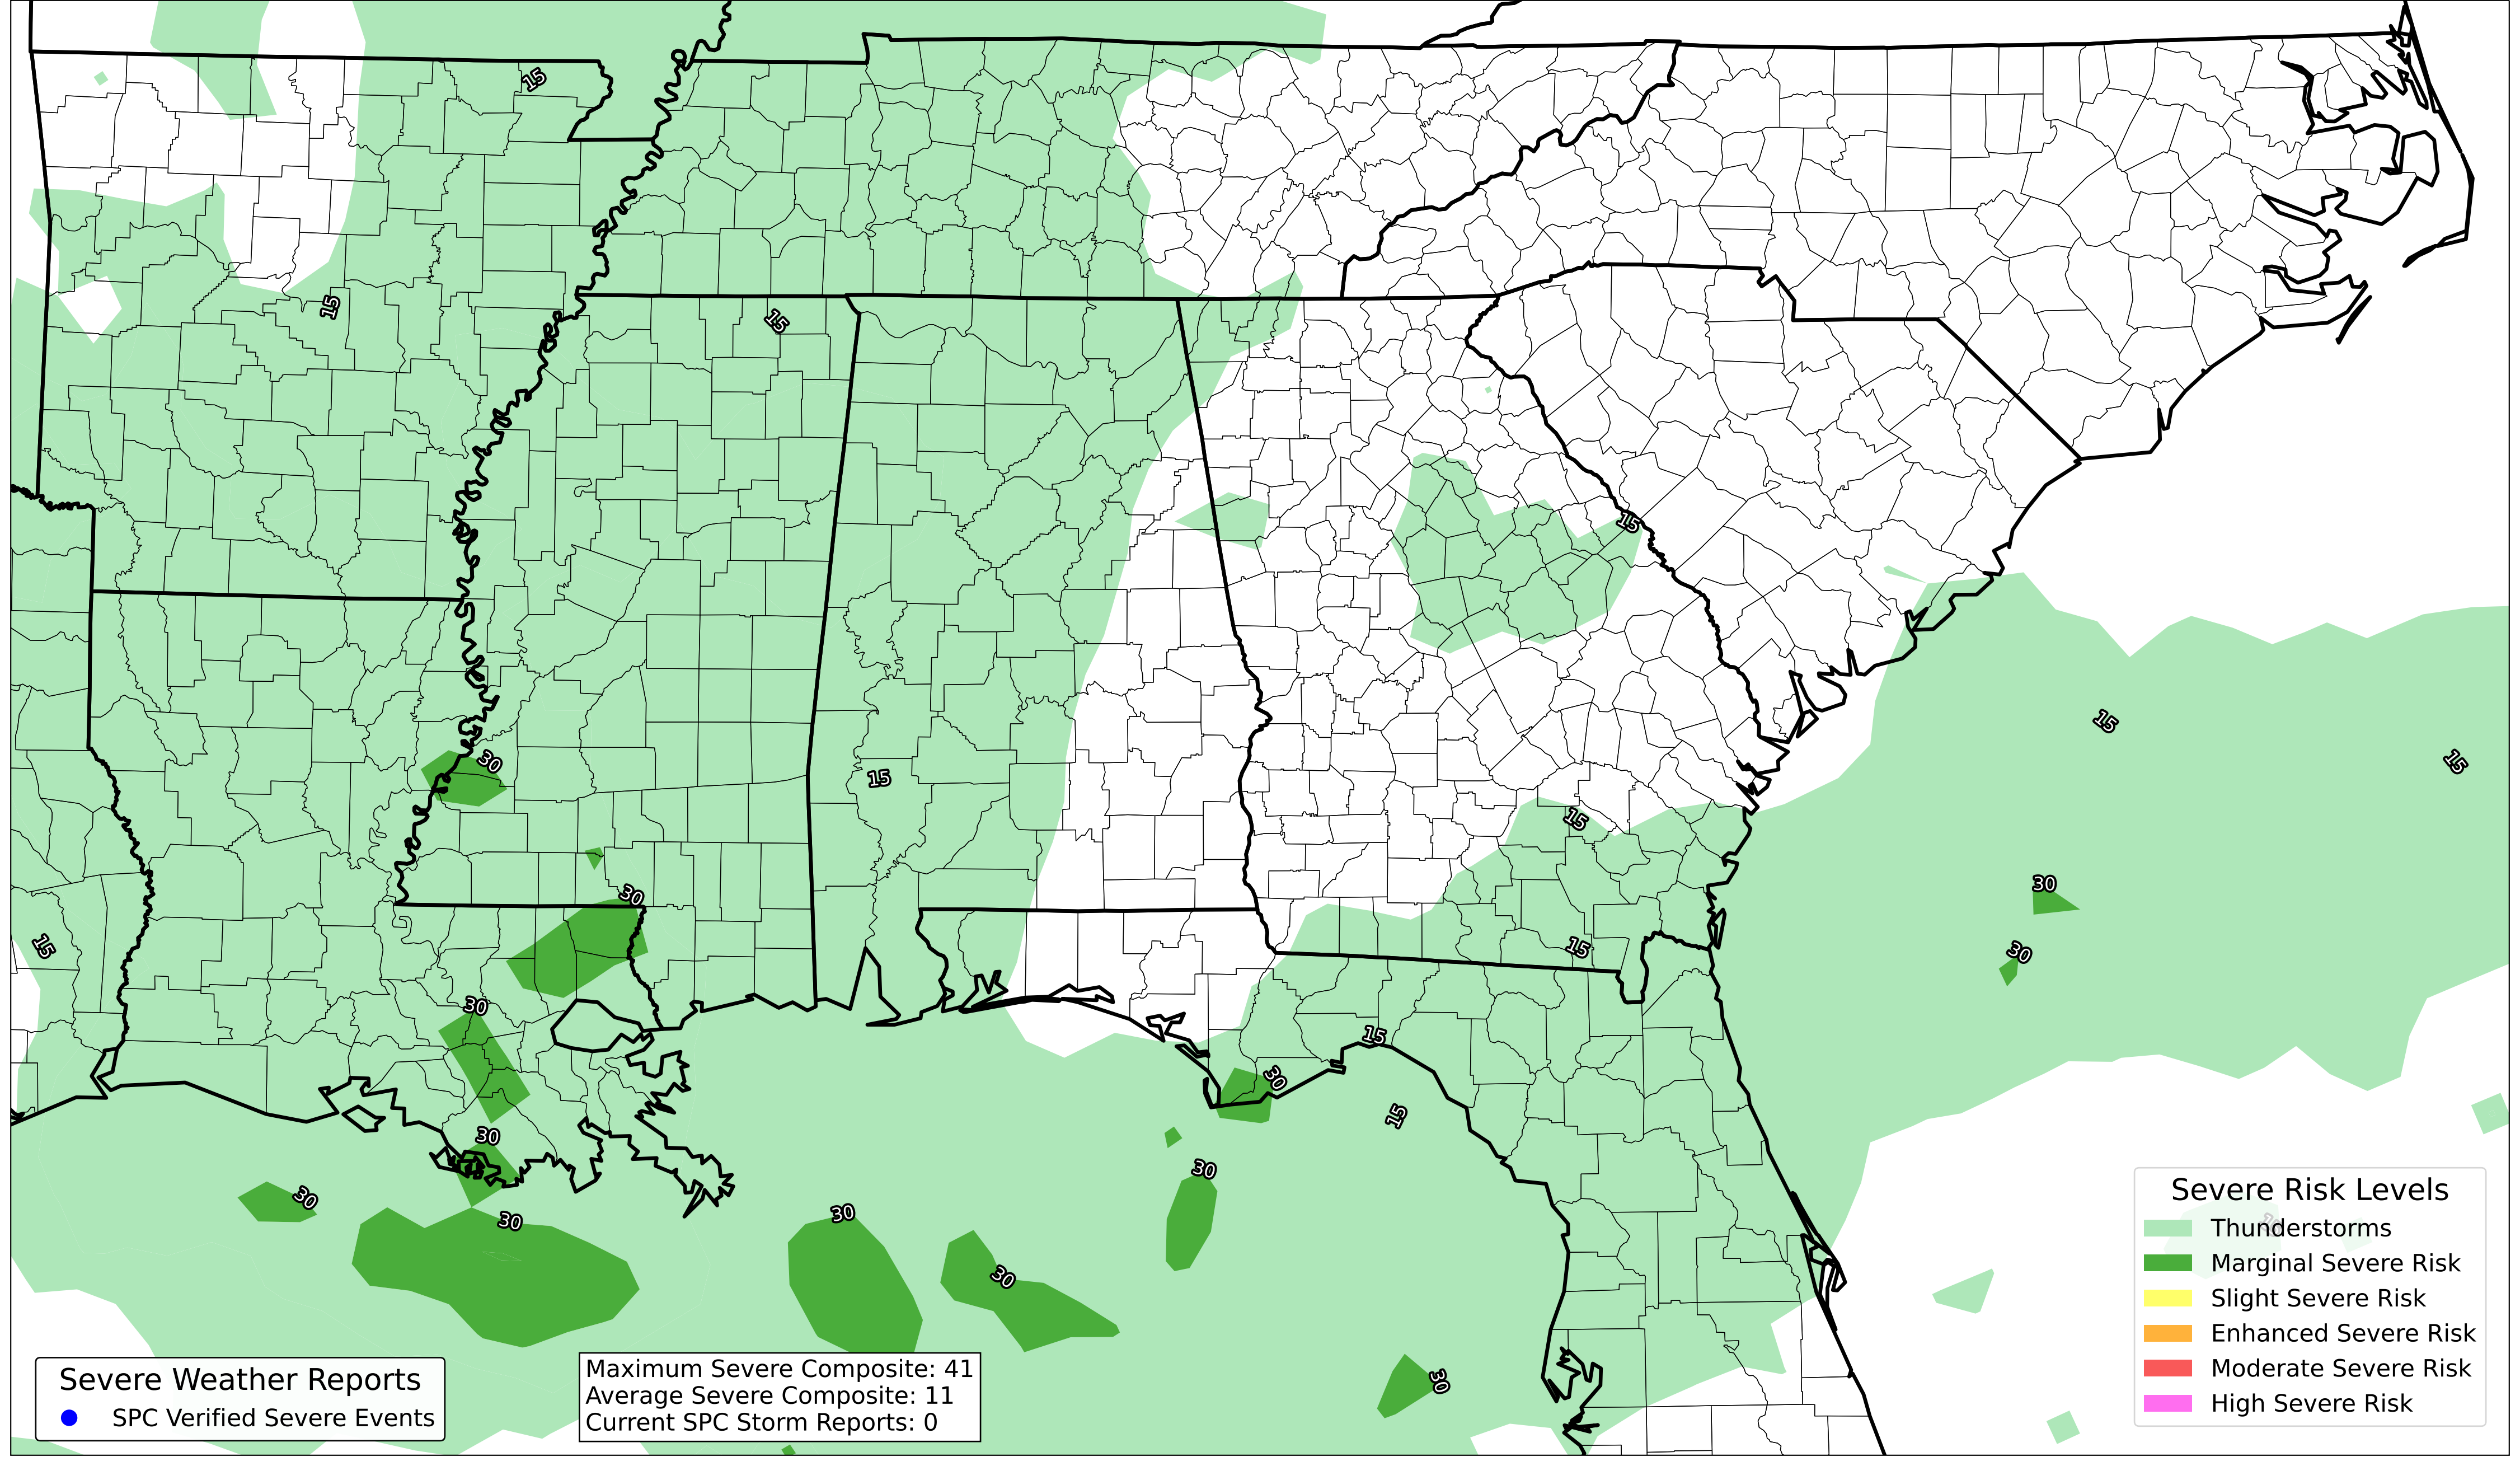 15
15
15
15
15
15
30
15
15
30
30
30
15
15
30
30
15
30
15
30
30
30
30
30
30
30
Severe Risk Levels
Thunderstorms
Marginal Severe Risk
Slight Severe Risk
Enhanced Severe Risk
Moderate Severe Risk
High Severe Risk
Severe Weather Reports
SPC Verified Severe Events
Maximum Severe Composite: 41
Average Severe Composite: 11
Current SPC Storm Reports: 0